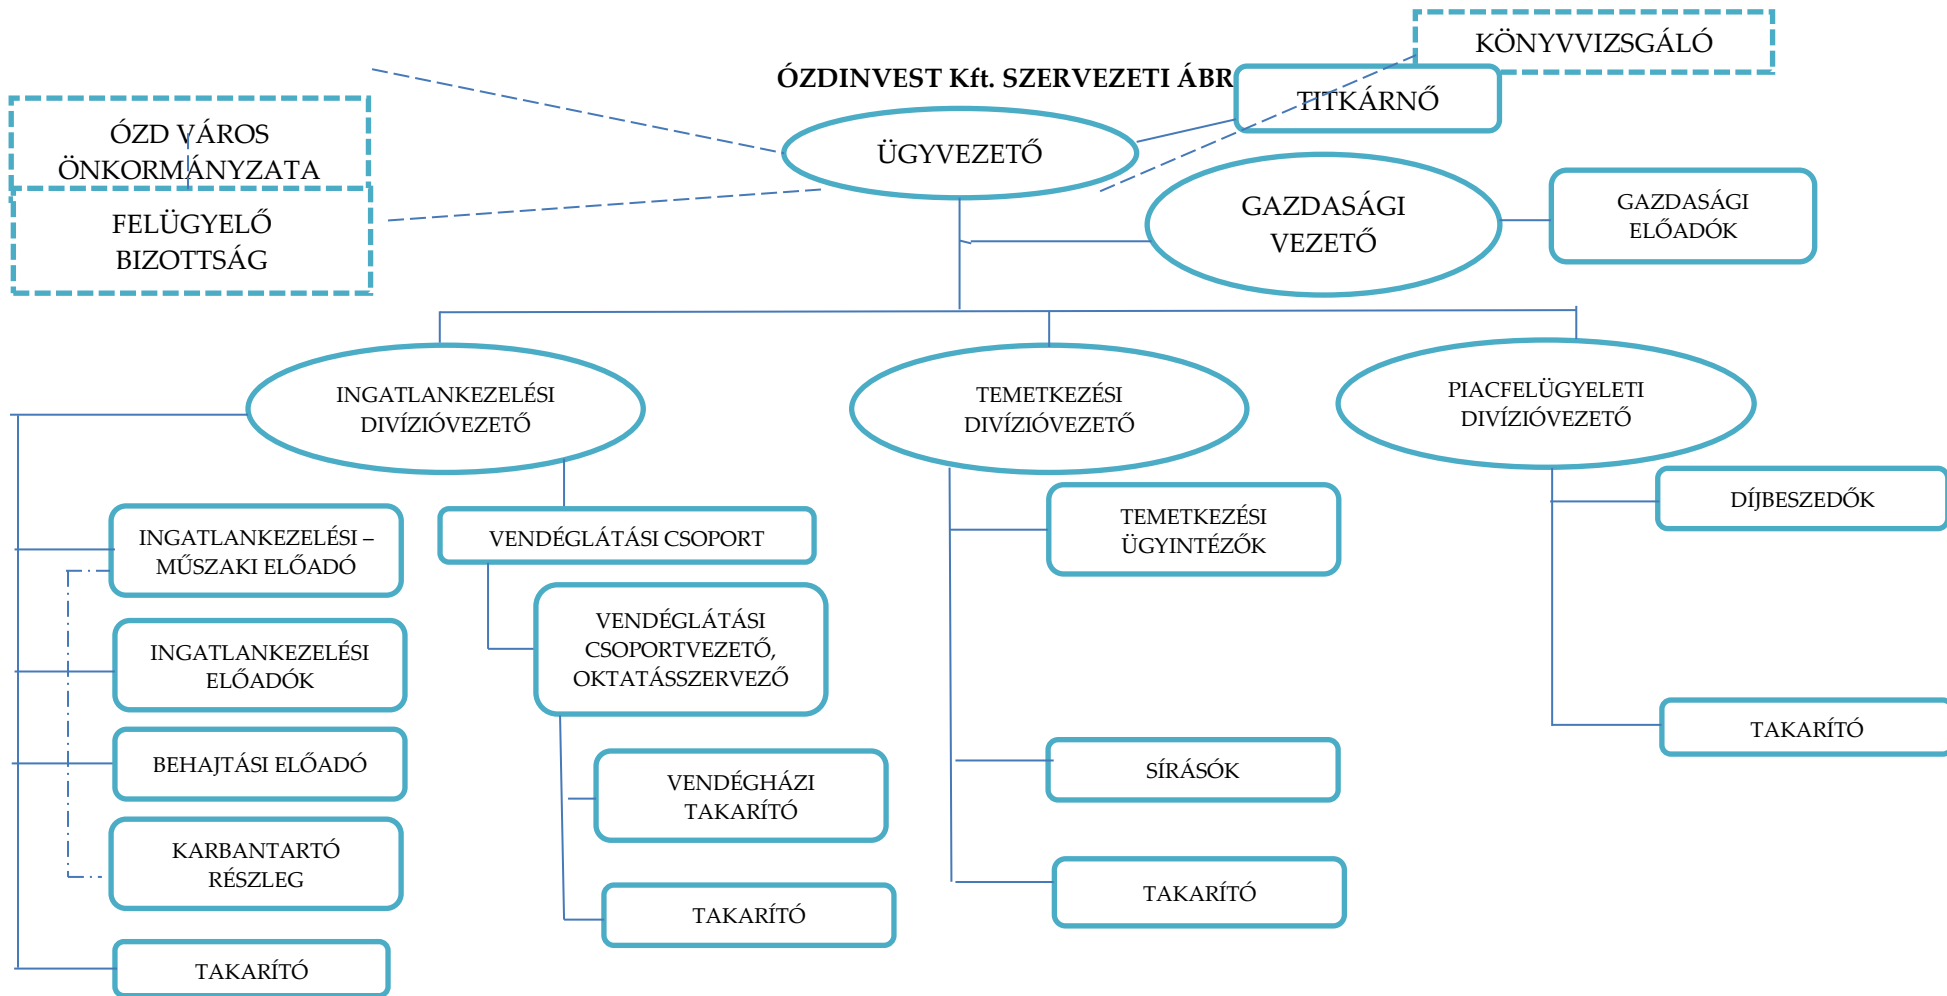 KÖNYVVIZSGÁLÓ
ÓZDINVEST Kft. SZERVEZETI ÁBR
TITKÁRNŐ
ÓZD VÁROS
ÖNKORMÁNYZATA
ÜGYVEZETŐ
FELÜGYELŐ
BIZOTTSÁG
GAZDASÁGI
VEZETŐ
GAZDASÁGI
ELŐADÓK
INGATLANKEZELÉSI
DIVÍZIÓVEZETŐ
TEMETKEZÉSI
DIVÍZIÓVEZETŐ
PIACFELÜGYELETI
DIVÍZIÓVEZETŐ
INGATLANKEZELÉSI –
MŰSZAKI ELŐADÓ
INGATLANKEZELÉSI
ELŐADÓK
BEHAJTÁSI ELŐADÓ
KARBANTARTÓ
RÉSZLEG
TAKARÍTÓ
VENDÉGLÁTÁSI CSOPORT
VENDÉGLÁTÁSI
CSOPORTVEZETŐ,
OKTATÁSSZERVEZŐ
VENDÉGHÁZI
TAKARÍTÓ
TAKARÍTÓ
TEMETKEZÉSI
ÜGYINTÉZŐK
SÍRÁSÓK
TAKARÍTÓ
DÍJBESZEDŐK
TAKARÍTÓ